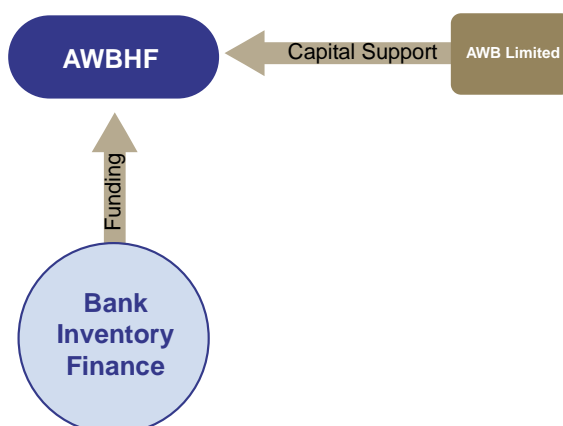 AWBHF
Capital Support
AWB Limited
Funding
Bank
Inventory
Finance